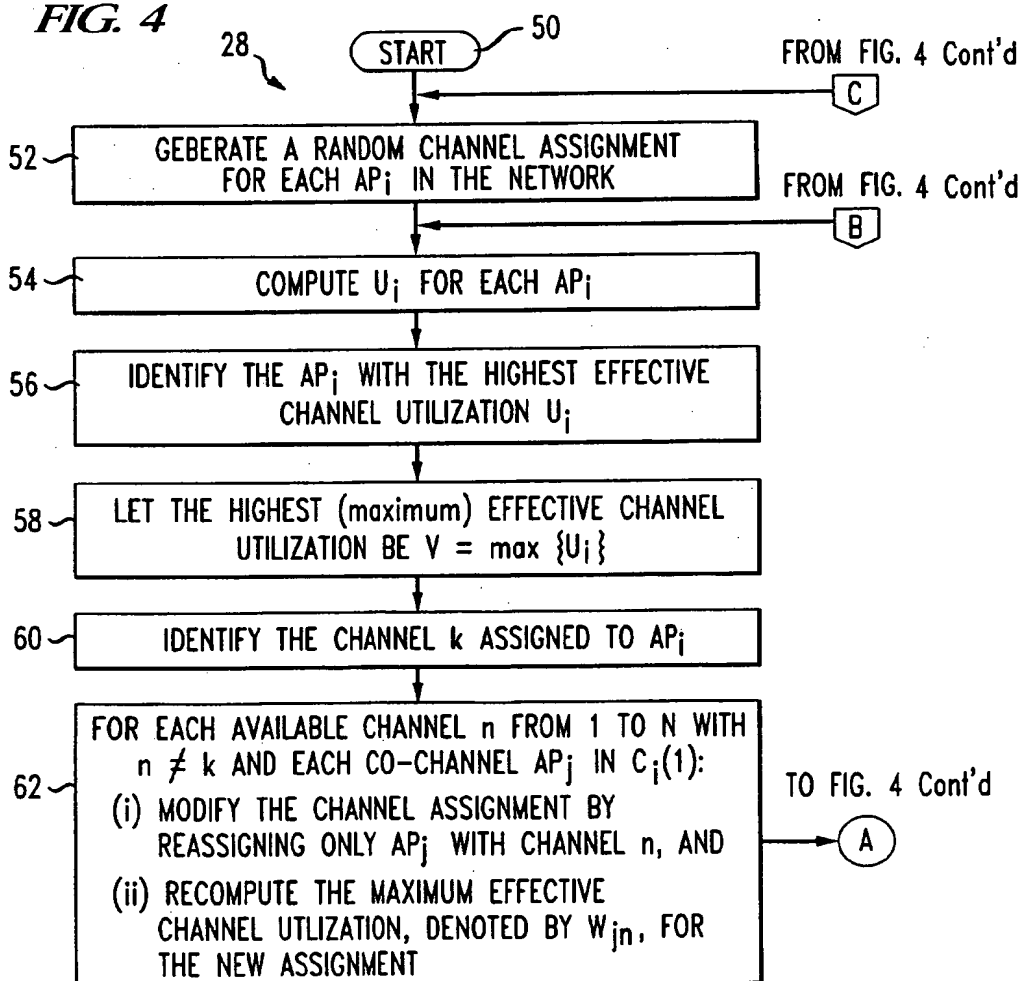 FIG. 4
28
START
50
FROM FIG. 4 Cont'd
C
52
GEBERATE A RANDOM CHANNEL ASSIGNMENT
FOR EACH APi IN THE NETWORK
FROM FIG. 4 Cont'd
B
54
COMPUTE Ui FOR EACH APi
56
IDENTIFY THE APi WITH THE HIGHEST EFFECTIVE
CHANNEL UTILIZATION Ui
58
LET THE HIGHEST (maximum) EFFECTIVE CHANNEL
UTILIZATION BE V = max {Ui}
60
IDENTIFY THE CHANNEL k ASSIGNED TO APi
62
FOR EACH AVAILABLE CHANNEL n FROM 1 TO N WITH
n ≠ k AND EACH CO-CHANNEL APj IN Ci(1):
(i) MODIFY THE CHANNEL ASSIGNMENT BY
REASSIGNING ONLY APj WITH CHANNEL n, AND
(ii) RECOMPUTE THE MAXIMUM EFFECTIVE
CHANNEL UTLIZATION, DENOTED BY Wjn, FOR
THE NEW ASSIGNMENT
TO FIG. 4 Cont'd
A